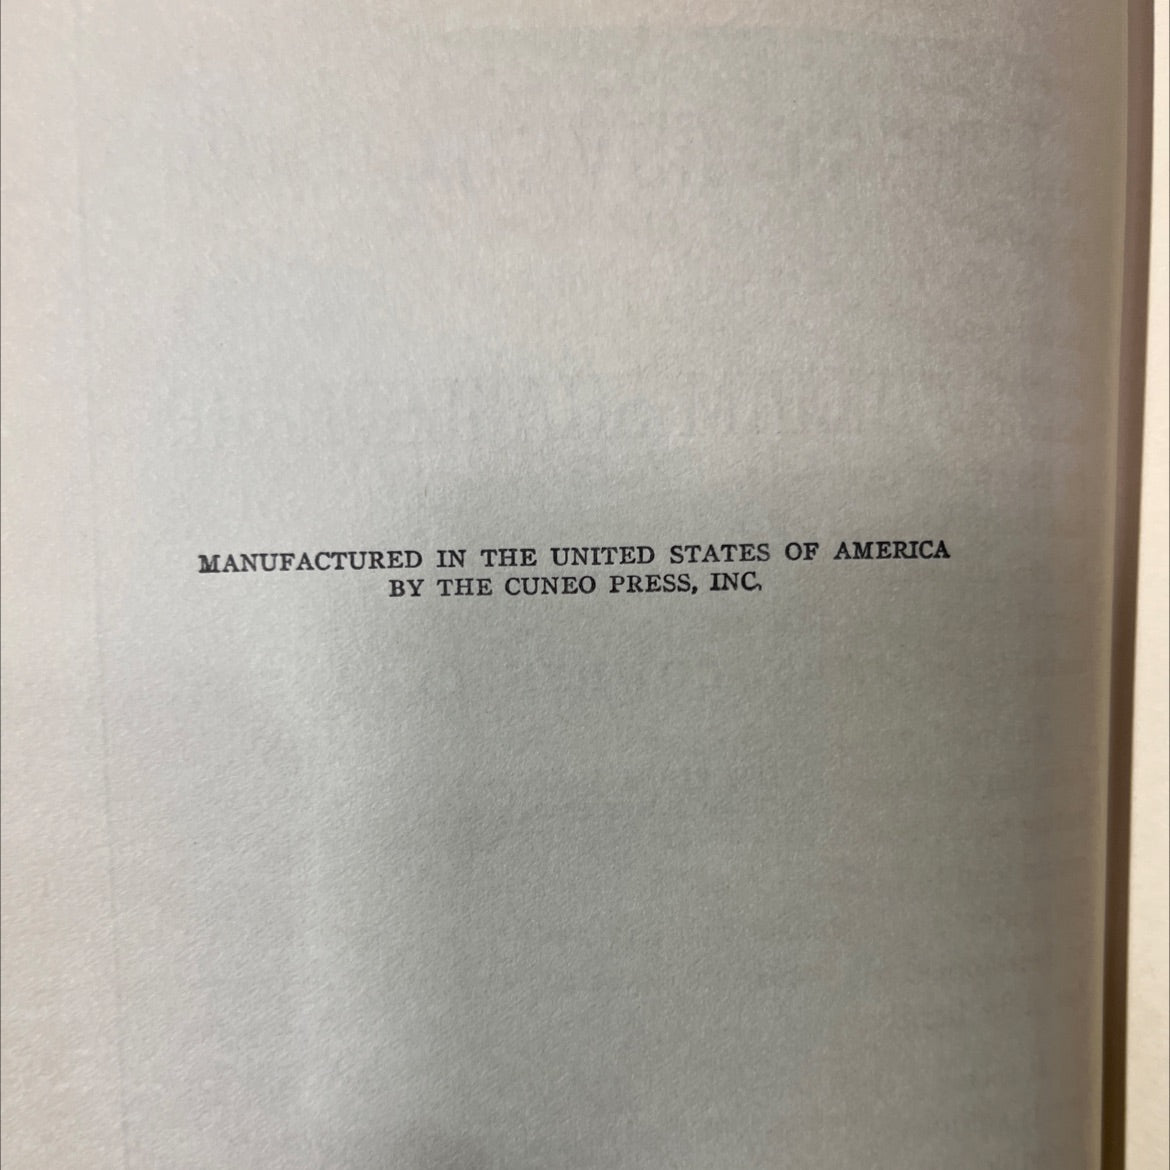 MANUFACTURED IN THE UNITED STATES OF AMERICA
BY THE CUNEO PRESS, INC.